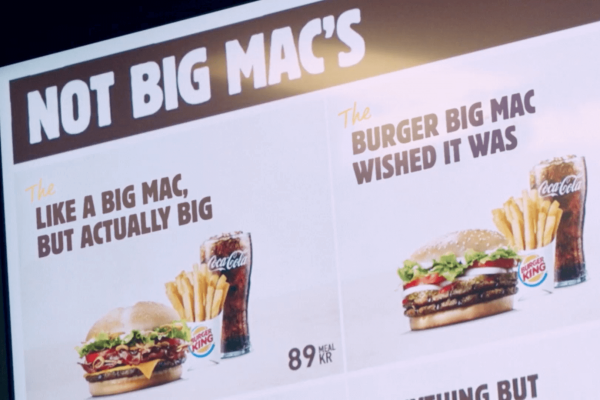 NOT BIG MAC'S
The
LIKE A BIG MAC,
BUT ACTUALLY BIG
Coca-Cola
BURGER
KING
89 MEAL
KR
The
BURGER BIG MAC
WISHED IT WAS
Coca-Cola
BURGER
KING
BUT